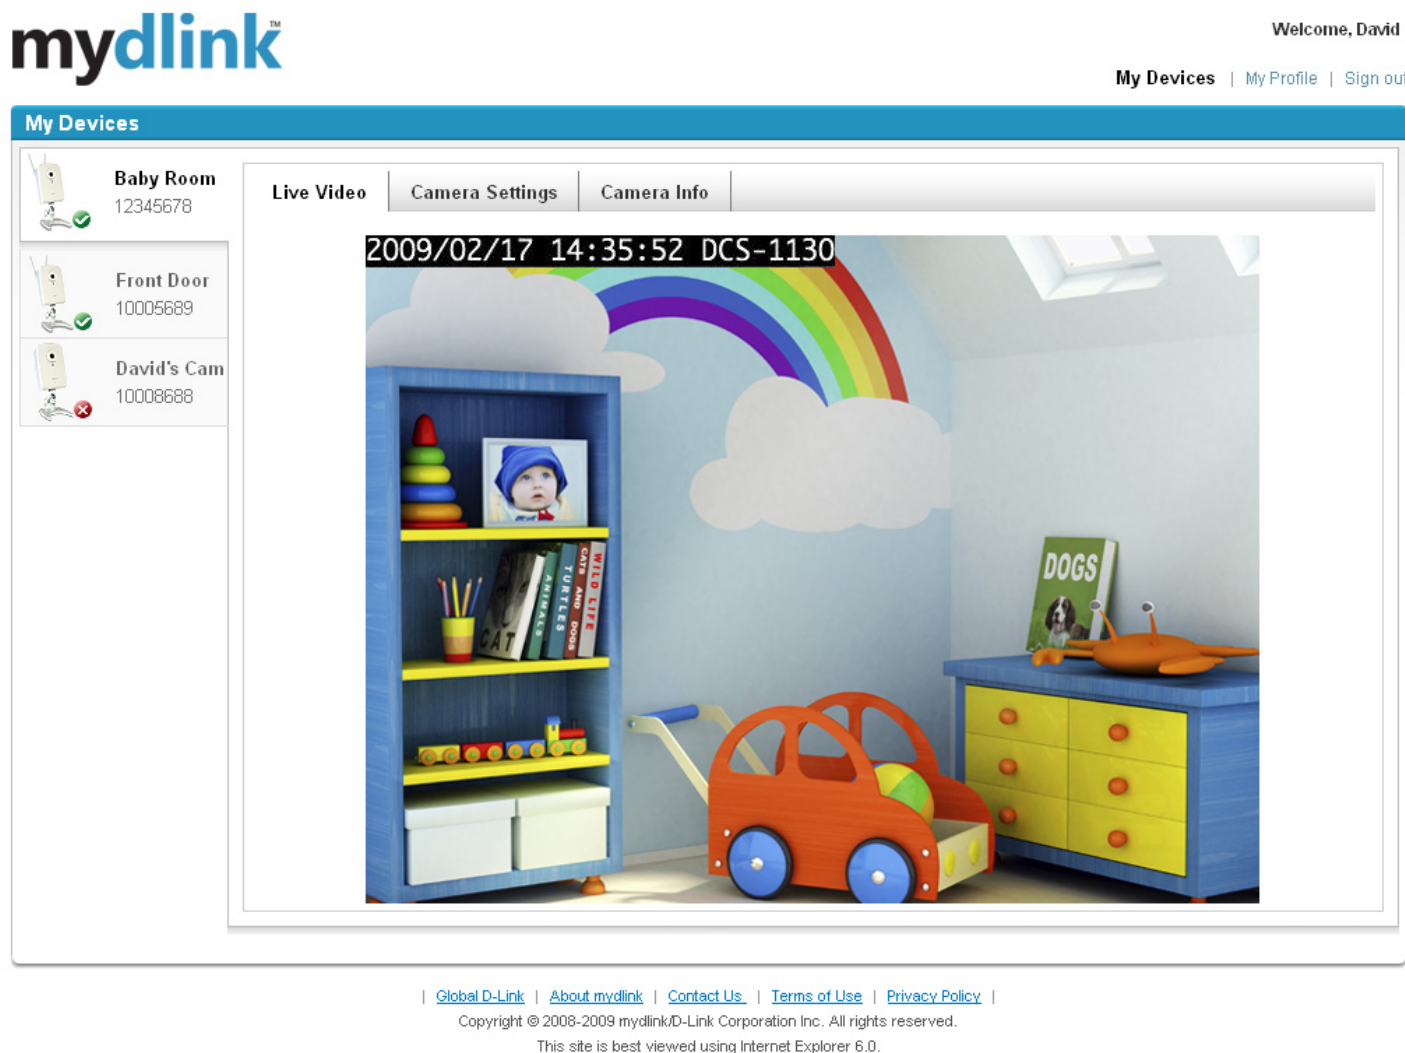 mydlink™
Welcome, David
My Devices | My Profile | Sign out
My Devices
Baby Room
12345678
Front Door
10005689
David's Cam
10008688
Live Video
Camera Settings
Camera Info
2009/02/17 14:35:52 DCS-1130
CAT
ANIMALS
TURTLES
CATS AND DOGS
WILD LIFE
DOGS
| Global D-Link | About mydlink | Contact Us | Terms of Use | Privacy Policy |
Copyright © 2008-2009 mydlink/D-Link Corporation Inc. All rights reserved.
This site is best viewed using Internet Explorer 6.0.